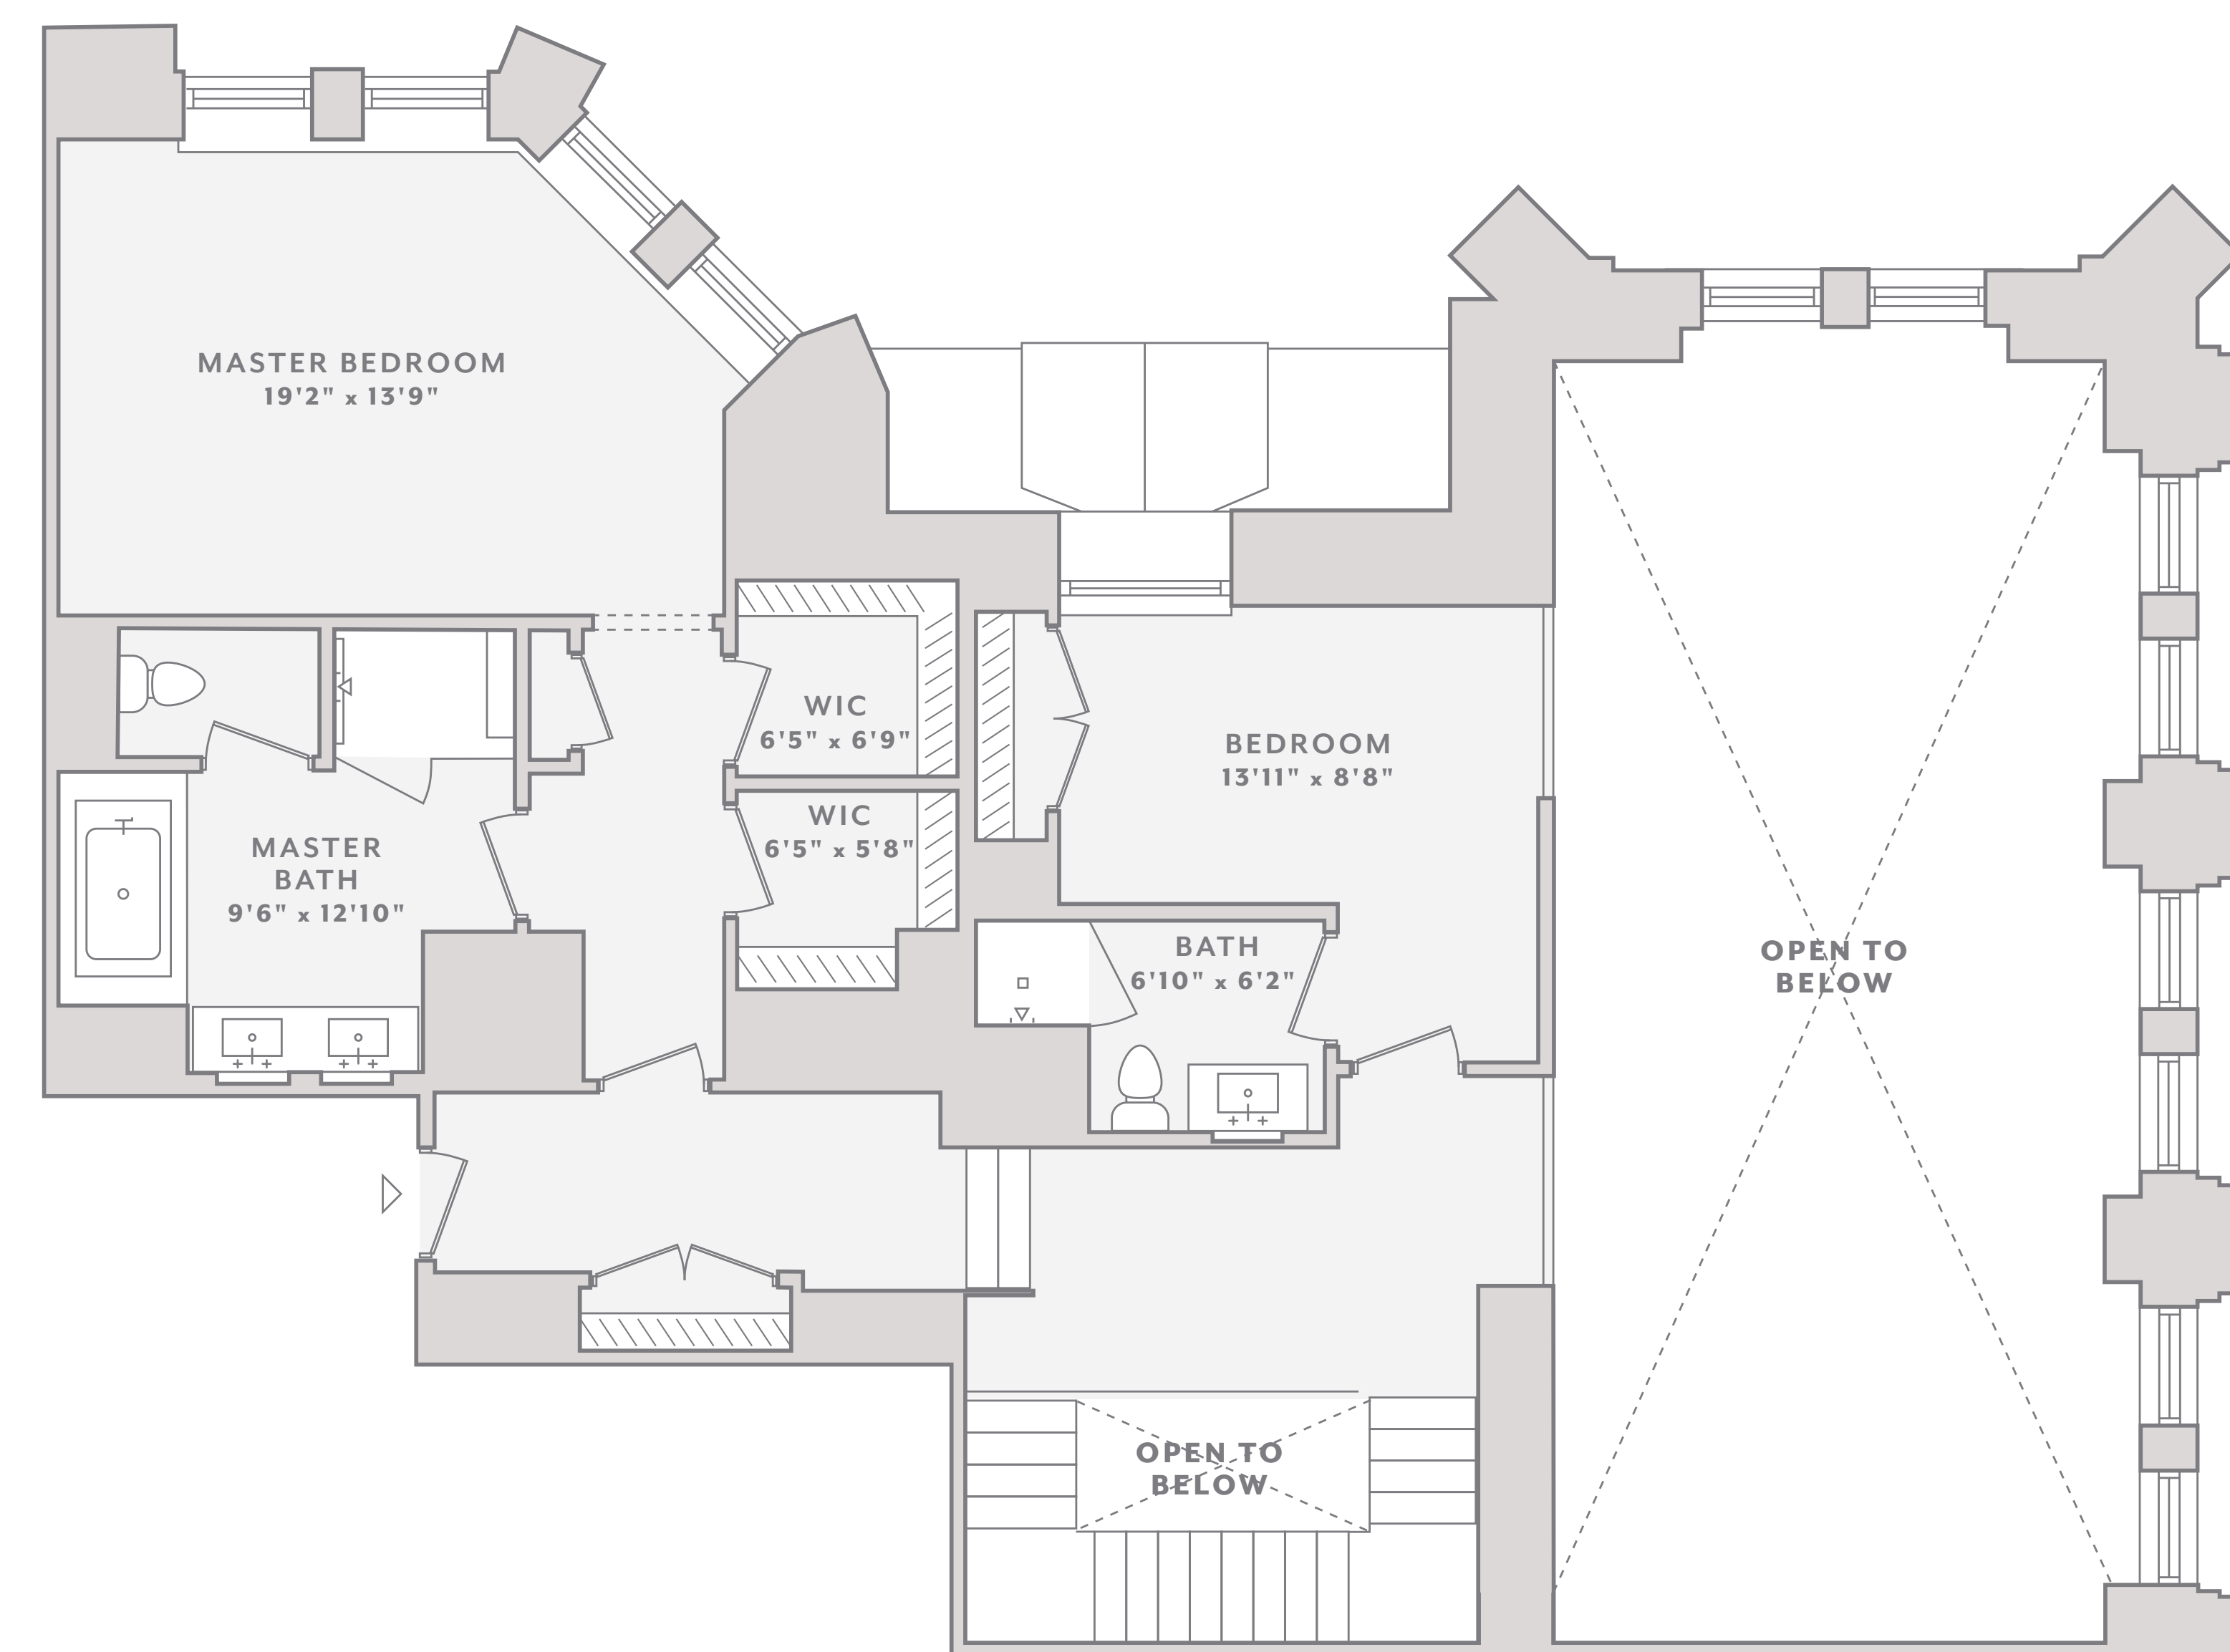 MASTER BEDROOM
19'2" x 13'9"
WIC
6'5" x 6'9"
BEDROOM
13'11" x 8'8"
WIC
6'5" x 5'8"
MASTER
BATH
9'6" x 12'10"
BATH
6'10" x 6'2"
OPEN TO
BELOW
OPEN TO
BELOW